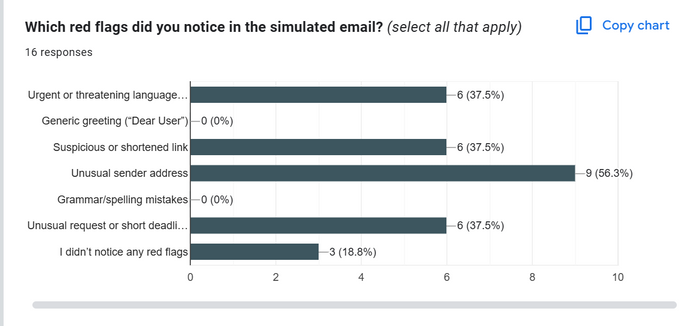 Which red flags did you notice in the simulated email? (select all that apply)
Copy chart
16 responses
Urgent or threatening language… 6 (37.5%)
Generic greeting (“Dear User”) 0 (0%)
Suspicious or shortened link 6 (37.5%)
Unusual sender address 9 (56.3%)
Grammar/spelling mistakes 0 (0%)
Unusual request or short deadli… 6 (37.5%)
I didn’t notice any red flags 3 (18.8%)
0 2 4 6 8 10